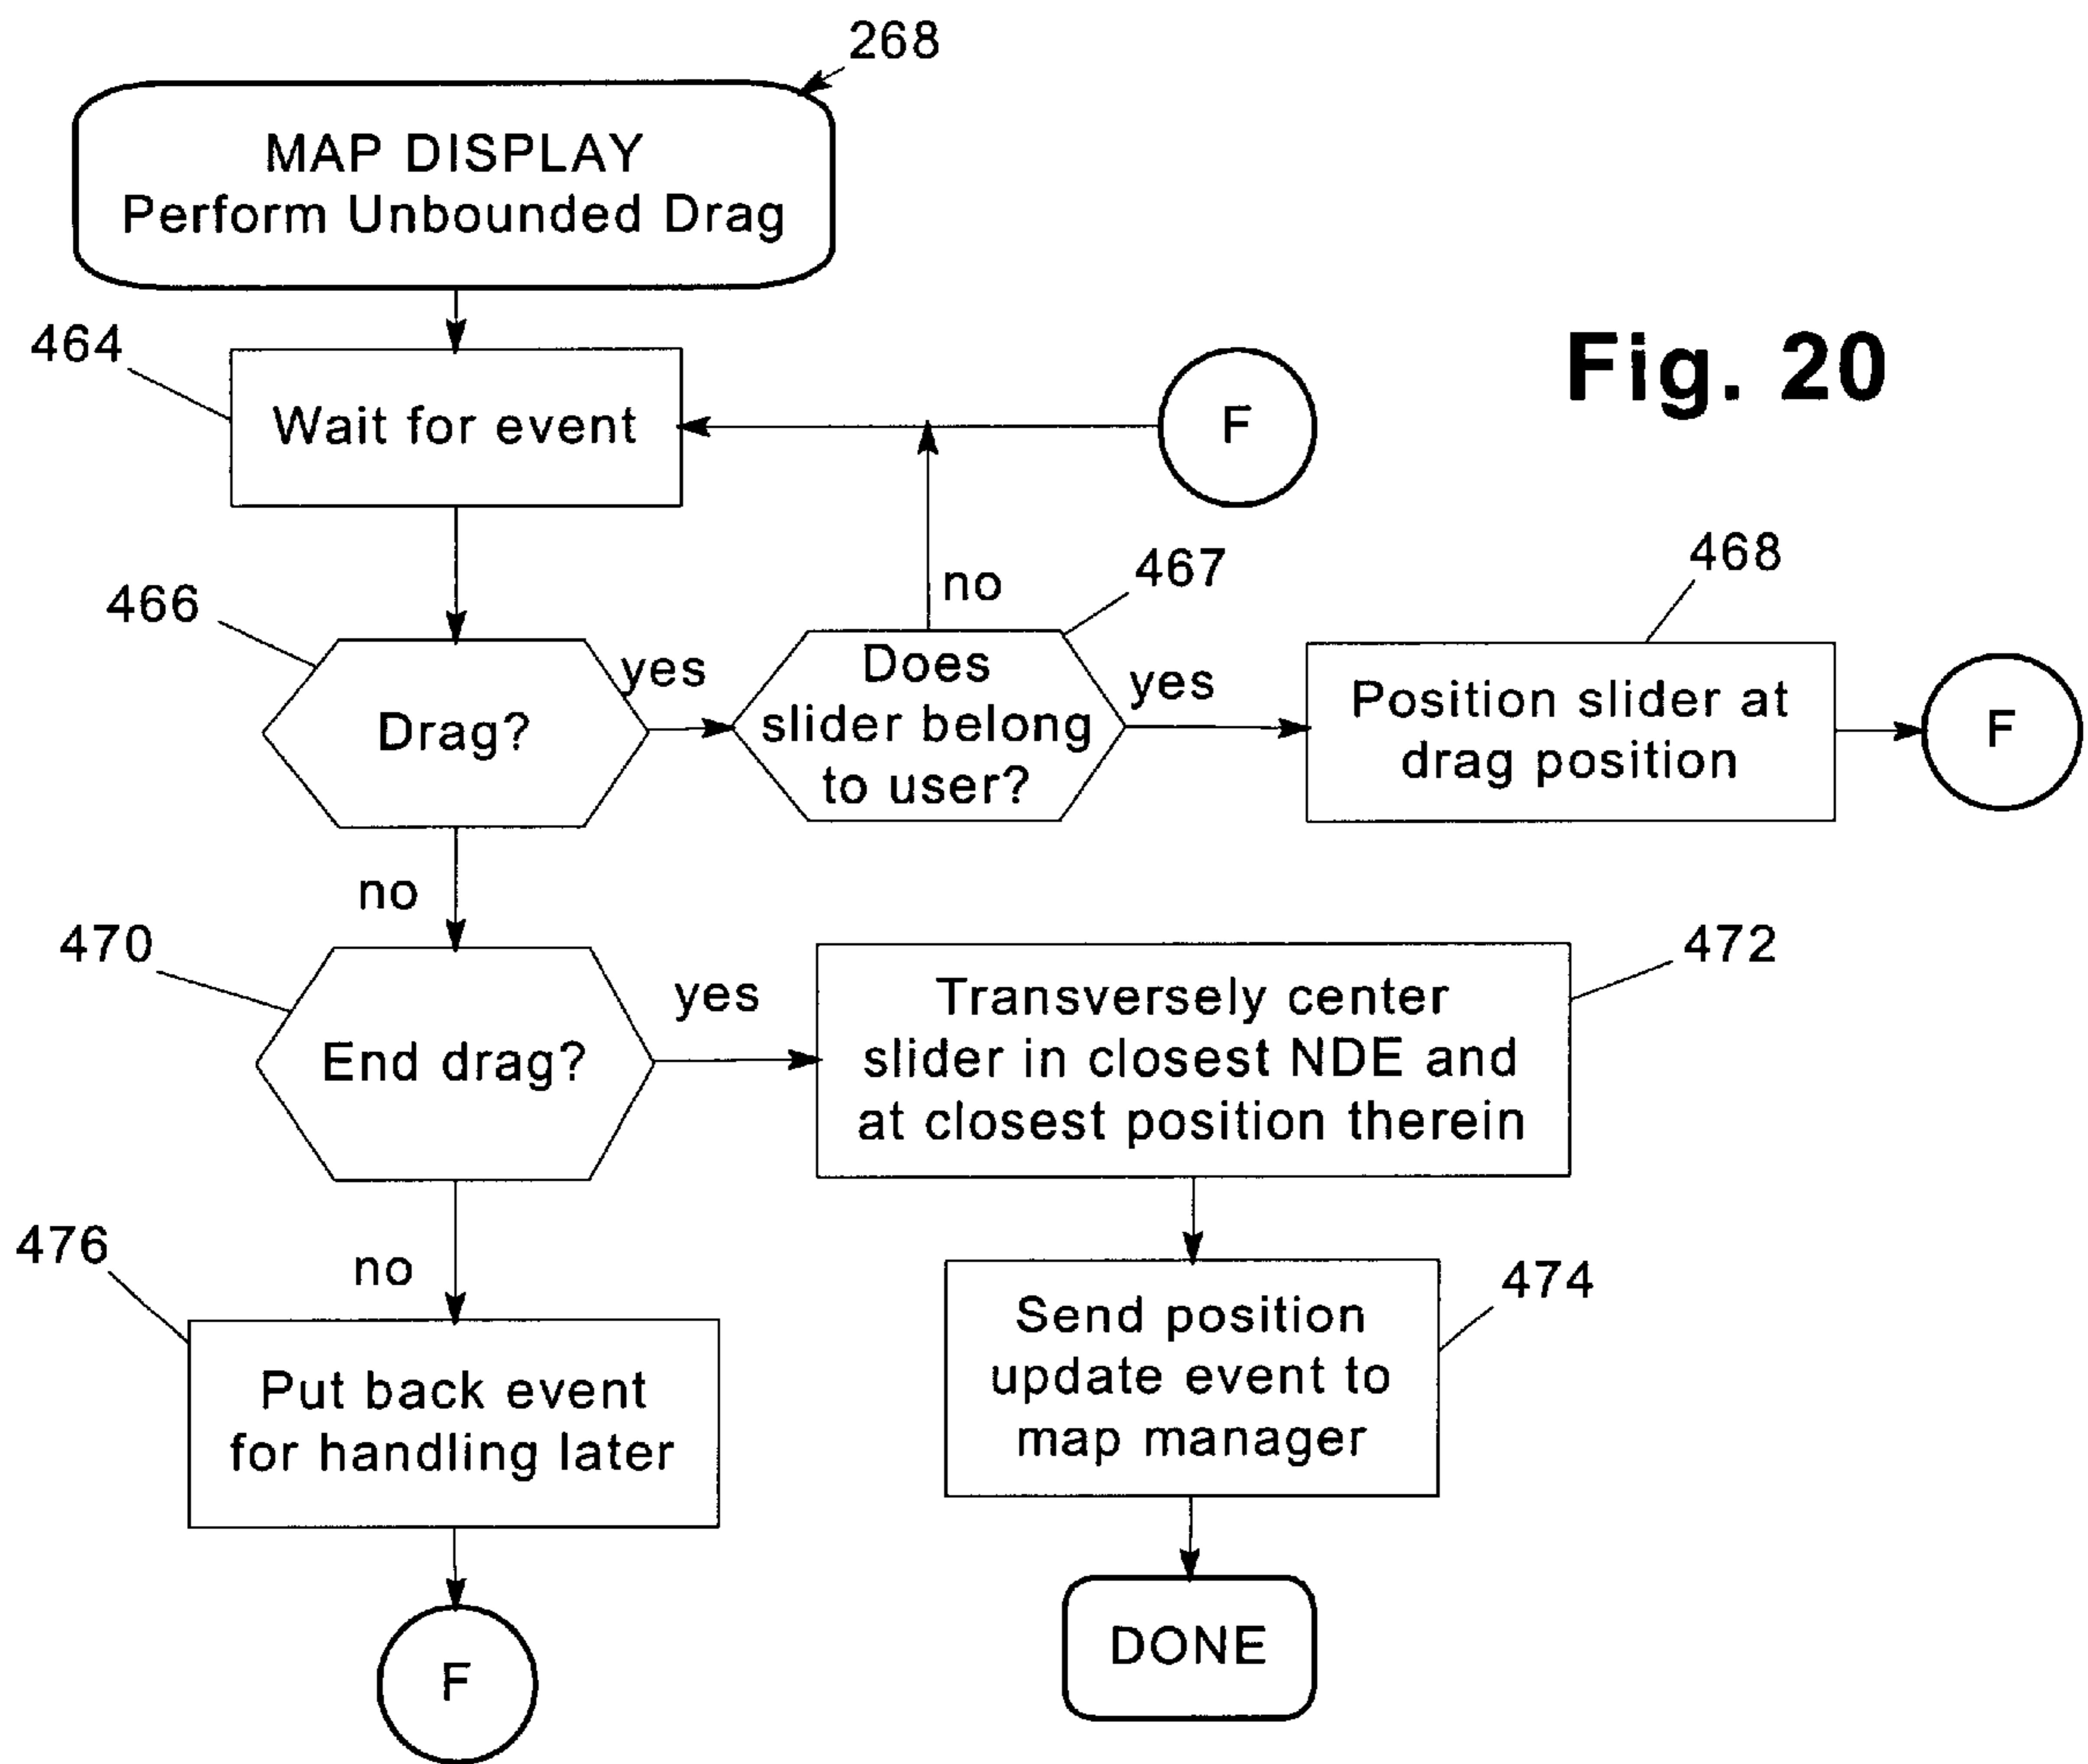 268
MAP DISPLAY
Perform Unbounded Drag
Fig. 20
464
Wait for event
F
no
467
468
466
yes
Drag?
Does
slider belong
to user?
yes
Position slider at
drag position
F
no
470
yes
472
End drag?
Transversely center
slider in closest NDE and
at closest position therein
476
no
474
Put back event
for handling later
Send position
update event to
map manager
F
DONE